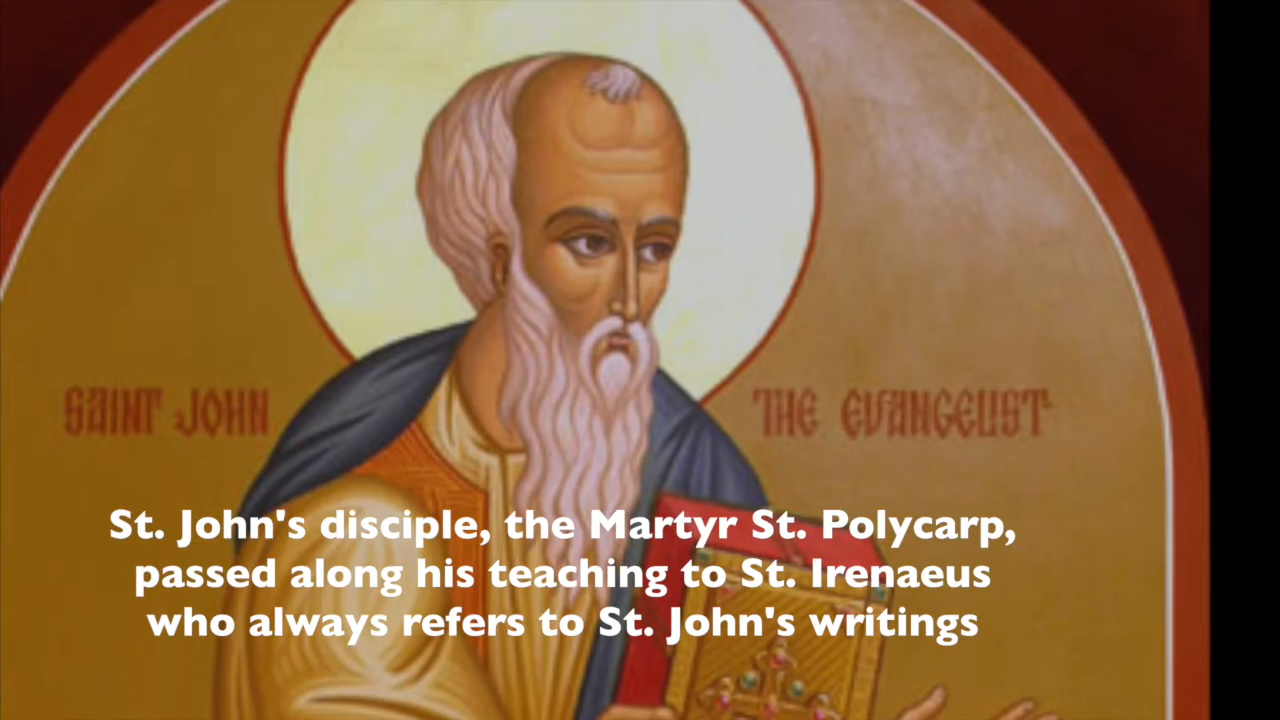 SAINT JOHN THE EVANGELIST
St. John's disciple, the Martyr St. Polycarp,
passed along his teaching to St. Irenaeus
who always refers to St. John's writings